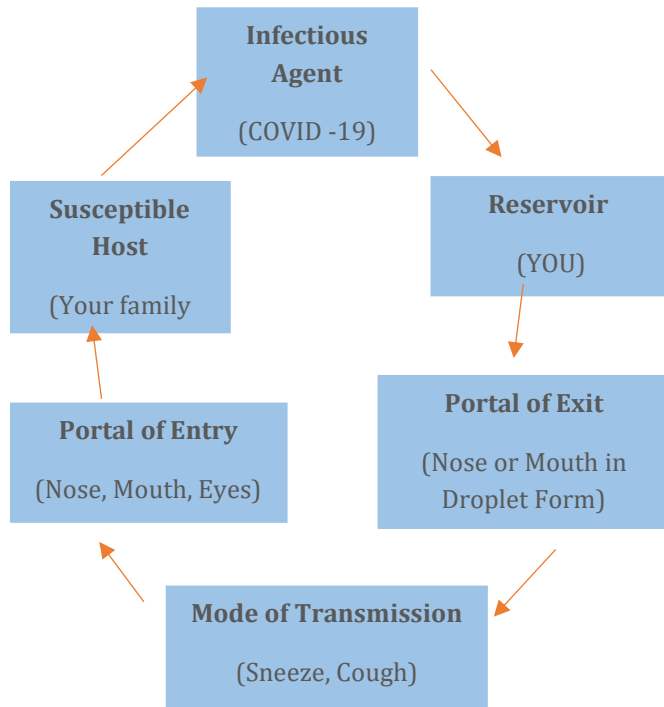 Infectious
Agent
(COVID -19)
Reservoir
(YOU)
Portal of Exit
(Nose or Mouth in
Droplet Form)
Mode of Transmission
(Sneeze, Cough)
Portal of Entry
(Nose, Mouth, Eyes)
Susceptible
Host
(Your family